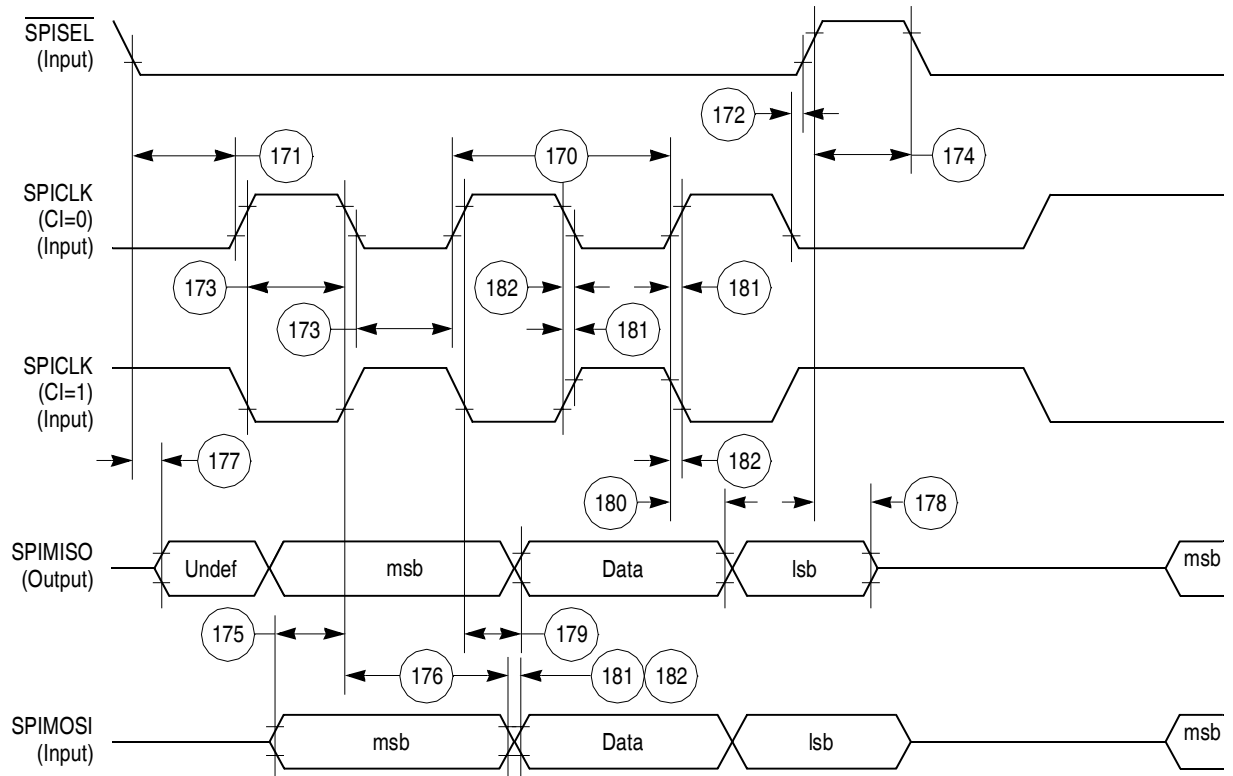 SPISEL
(Input)
172
171
170
174
SPICLK
(CI=0)
(Input)
173
182
181
173
181
SPICLK
(CI=1)
(Input)
177
182
180
178
SPIMISO
(Output)
Undef
msb
Data
lsb
msb
175
179
176
181
182
SPIMOSI
(Input)
msb
Data
lsb
msb